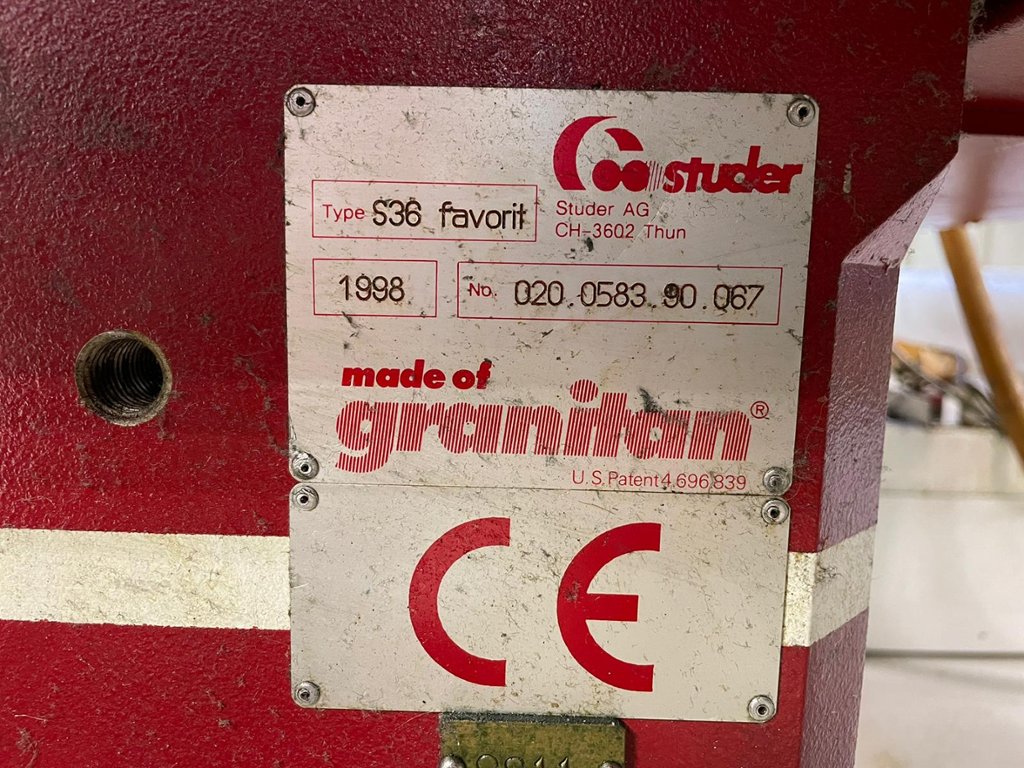 studer
Type S36 favorit
Studer AG
CH-3602 Thun
1998
No. 020.0583.90.067
made of
granitan®
U.S.Patent 4,696,839
CE